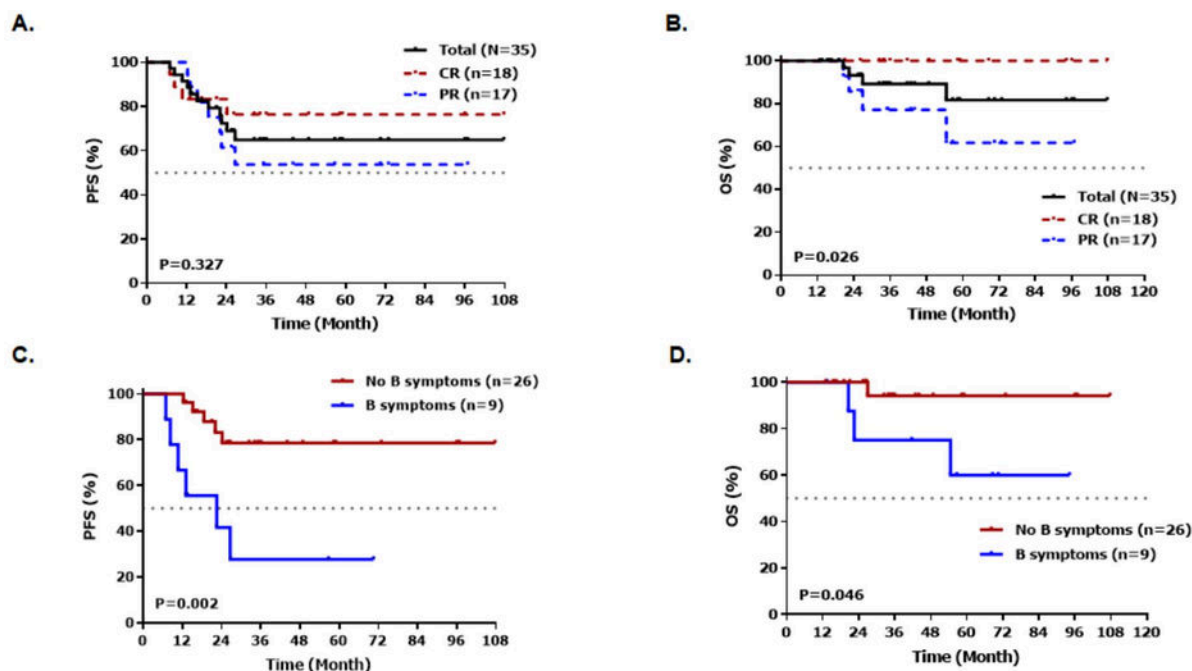 A.
Total (N=35)
CR (n=18)
PR (n=17)
100
80
60
40
20
0
PFS (%)
P=0.327
0 12 24 36 48 60 72 84 96 108
Time (Month)
B.
100
80
60
40
20
0
OS (%)
Total (N=35)
CR (n=18)
PR (n=17)
P=0.026
0 12 24 36 48 60 72 84 96 108 120
Time (Month)
C.
No B symptoms (n=26)
B symptoms (n=9)
100
80
60
40
20
0
PFS (%)
P=0.002
0 12 24 36 48 60 72 84 96 108
Time (Month)
D.
100
80
60
40
20
0
OS (%)
No B symptoms (n=26)
B symptoms (n=9)
P=0.046
0 12 24 36 48 60 72 84 96 108 120
Time (Month)